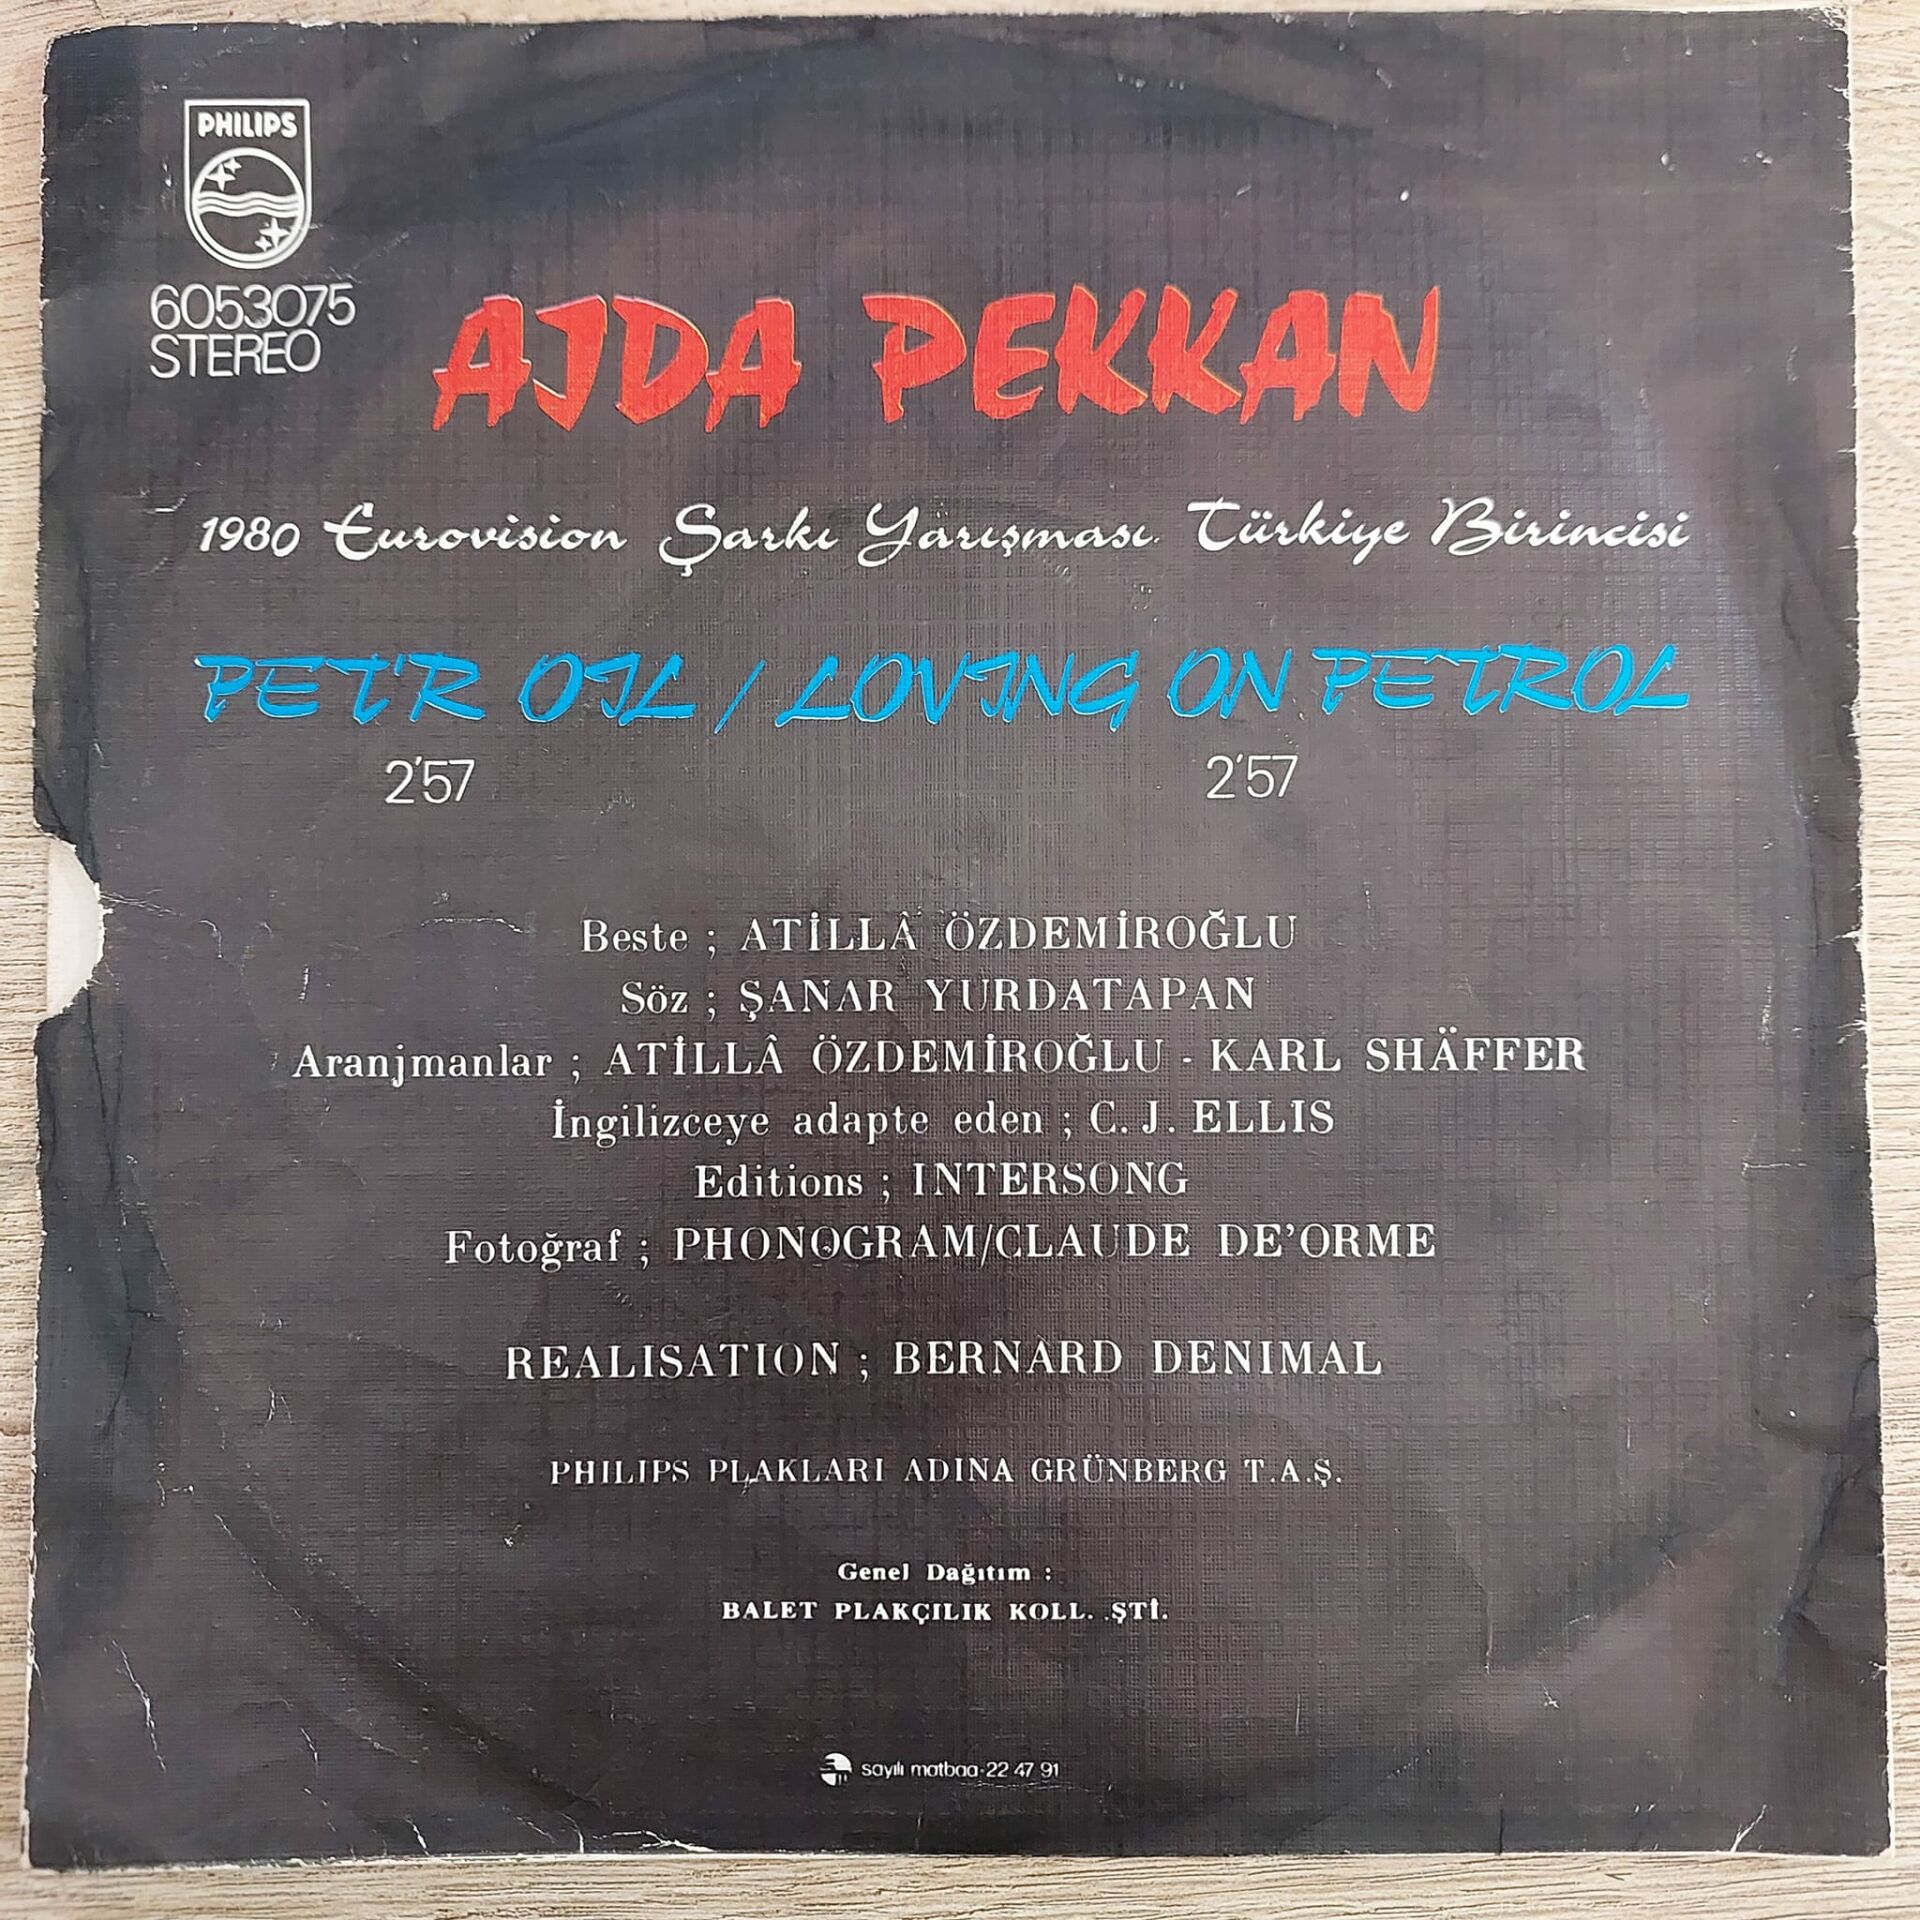 PHILIPS
6053075
STEREO
AJDA PEKKAN
1980 Eurovision Şarkı Yarışması Türkiye Birincisi
PET'R OIL / LOVING ON PETROL
2'57 2'57
Beste ; ATİLLÂ ÖZDEMİROĞLU
Söz ; ŞANAR YURDATAPAN
Aranjmanlar ; ATİLLÂ ÖZDEMİROĞLU - KARL SHÄFFER
İngilizceye adapte eden ; C. J. ELLIS
Editions ; INTERSONG
Fotoğraf ; PHONOGRAM/CLAUDE DE'ORME
REALISATION ; BERNARD DENIMAL
PHILIPS PLAKLARI ADINA GRÜNBERG T.A.Ş.
Genel Dağıtım :
BALET PLAKÇILIK KOLL. ŞTİ.
sayılı matbaa-22 47 91